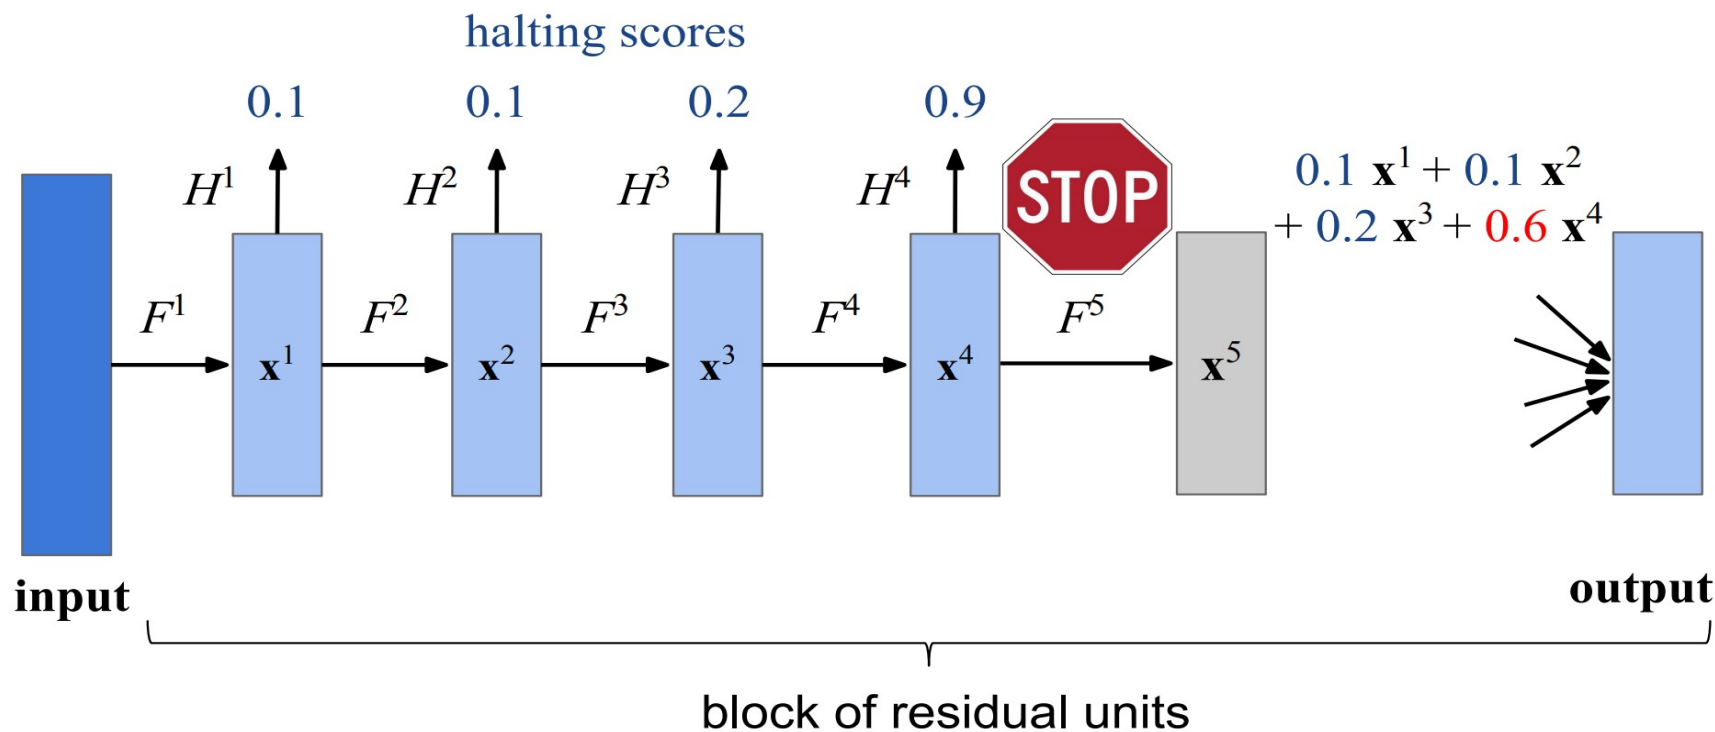 halting scores
0.1 0.1 0.2 0.9
H¹ H² H³ H⁴ STOP
0.1 x¹ + 0.1 x²
+ 0.2 x³ + 0.6 x⁴
F¹ F² F³ F⁴ F⁵
x¹ x² x³ x⁴ x⁵
input output
block of residual units